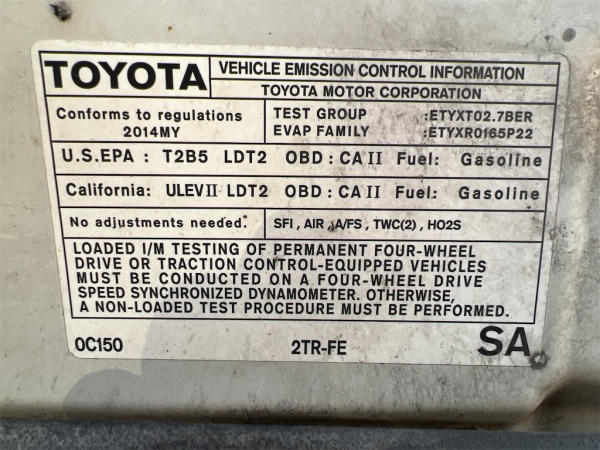 TOYOTA
VEHICLE EMISSION CONTROL INFORMATION
TOYOTA MOTOR CORPORATION
Conforms to regulations
2014MY
TEST GROUP :ETYXT02.7BER
EVAP FAMILY :ETYXR0165P22
U.S.EPA : T2B5 LDT2 OBD : CA II Fuel: Gasoline
California: ULEV II LDT2 OBD : CA II Fuel: Gasoline
No adjustments needed.
SFI , AIR , A/FS , TWC(2) , HO2S
LOADED I/M TESTING OF PERMANENT FOUR-WHEEL
DRIVE OR TRACTION CONTROL-EQUIPPED VEHICLES
MUST BE CONDUCTED ON A FOUR-WHEEL DRIVE
SPEED SYNCHRONIZED DYNAMOMETER. OTHERWISE,
A NON-LOADED TEST PROCEDURE MUST BE PERFORMED.
0C150 2TR-FE SA